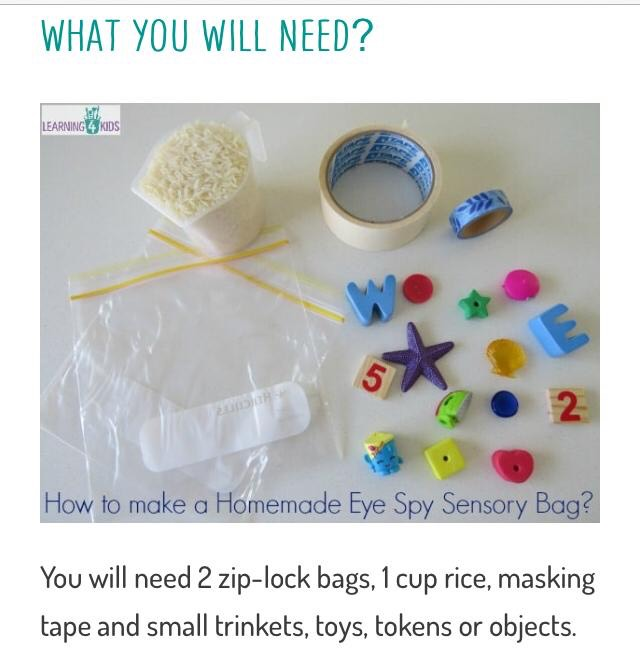 WHAT YOU WILL NEED?
LEARNING 4 KIDS
W
E
5
2
HERCULES
How to make a Homemade Eye Spy Sensory Bag?
You will need 2 zip-lock bags, 1 cup rice, masking
tape and small trinkets, toys, tokens or objects.